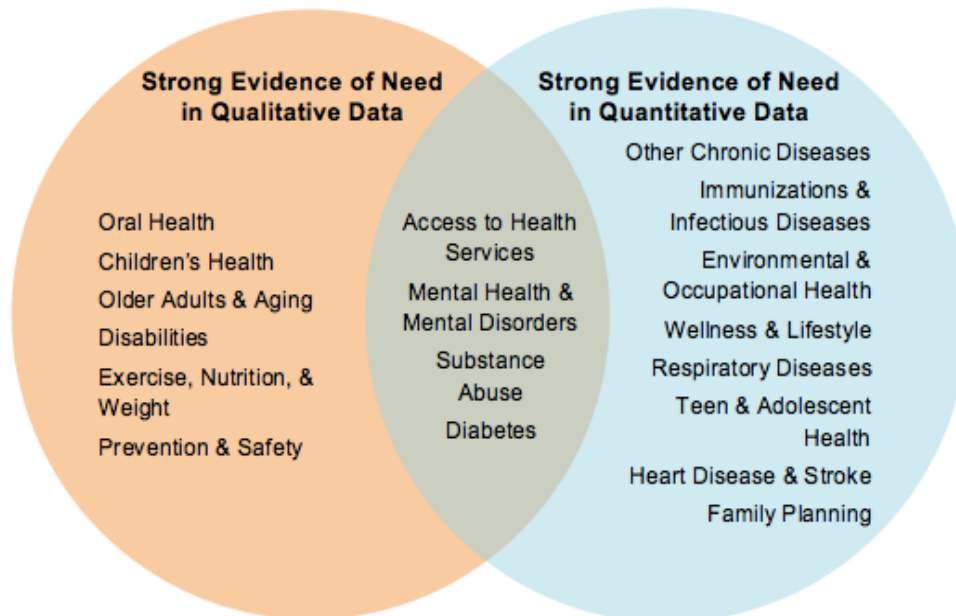 Strong Evidence of Need
in Qualitative Data
Oral Health
Children's Health
Older Adults & Aging
Disabilities
Exercise, Nutrition, &
Weight
Prevention & Safety
Access to Health
Services
Mental Health &
Mental Disorders
Substance
Abuse
Diabetes
Strong Evidence of Need
in Quantitative Data
Other Chronic Diseases
Immunizations &
Infectious Diseases
Environmental &
Occupational Health
Wellness & Lifestyle
Respiratory Diseases
Teen & Adolescent
Health
Heart Disease & Stroke
Family Planning